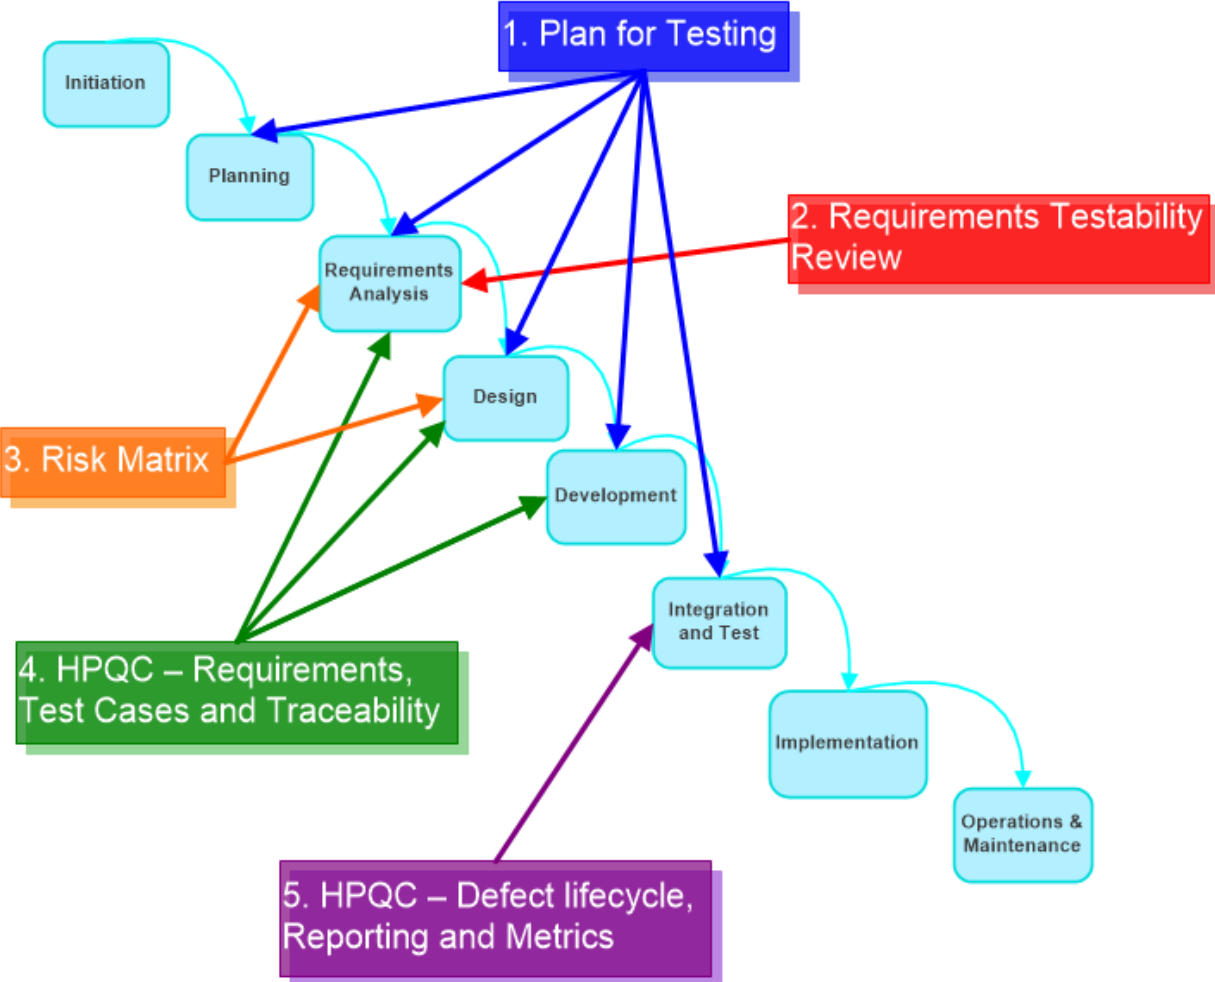 1. Plan for Testing
Initiation
Planning
2. Requirements Testability
Review
Requirements
Analysis
Design
3. Risk Matrix
Development
Integration
and Test
4. HPQC – Requirements,
Test Cases and Traceability
Implementation
Operations &
Maintenance
5. HPQC – Defect lifecycle,
Reporting and Metrics